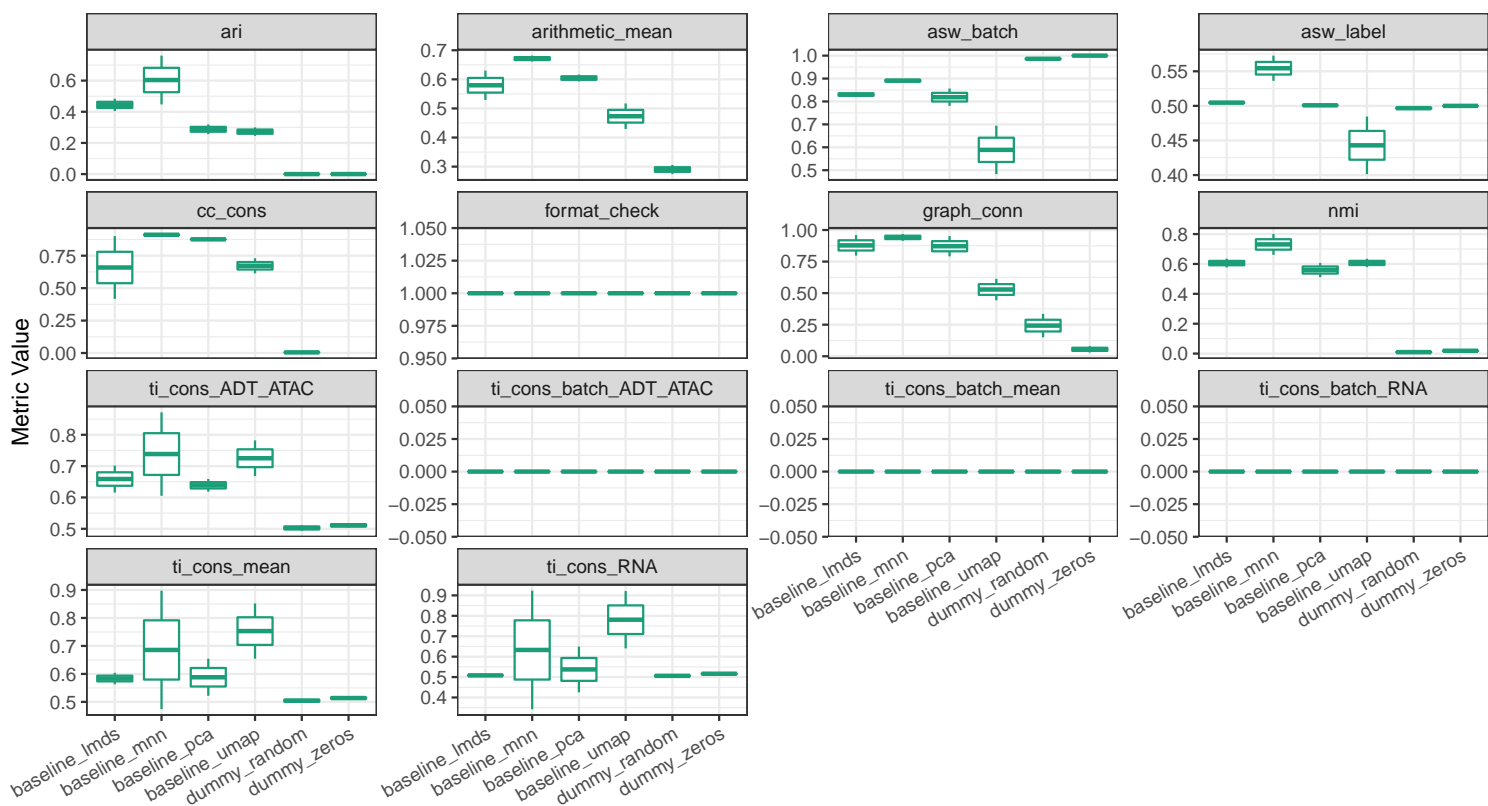 ari
arithmetic_mean
asw_batch
asw_label
0.6
0.4
0.2
0.0
0.7
0.6
0.5
0.4
0.3
1.0
0.9
0.8
0.7
0.6
0.5
0.55
0.50
0.45
0.40
cc_cons
format_check
graph_conn
nmi
0.75
0.50
0.25
0.00
1.050
1.025
1.000
0.975
0.950
1.00
0.75
0.50
0.25
0.00
0.8
0.6
0.4
0.2
0.0
Metric Value
ti_cons_ADT_ATAC
ti_cons_batch_ADT_ATAC
ti_cons_batch_mean
ti_cons_batch_RNA
0.8
0.7
0.6
0.5
0.050
0.025
0.000
−0.025
−0.050
0.050
0.025
0.000
−0.025
−0.050
0.050
0.025
0.000
−0.025
−0.050
baseline_lmds
baseline_mnn
baseline_pca
baseline_umap
dummy_random
dummy_zeros
baseline_lmds
baseline_mnn
baseline_pca
baseline_umap
dummy_random
dummy_zeros
ti_cons_mean
ti_cons_RNA
0.9
0.8
0.7
0.6
0.5
0.9
0.8
0.7
0.6
0.5
0.4
baseline_lmds
baseline_mnn
baseline_pca
baseline_umap
dummy_random
dummy_zeros
baseline_lmds
baseline_mnn
baseline_pca
baseline_umap
dummy_random
dummy_zeros